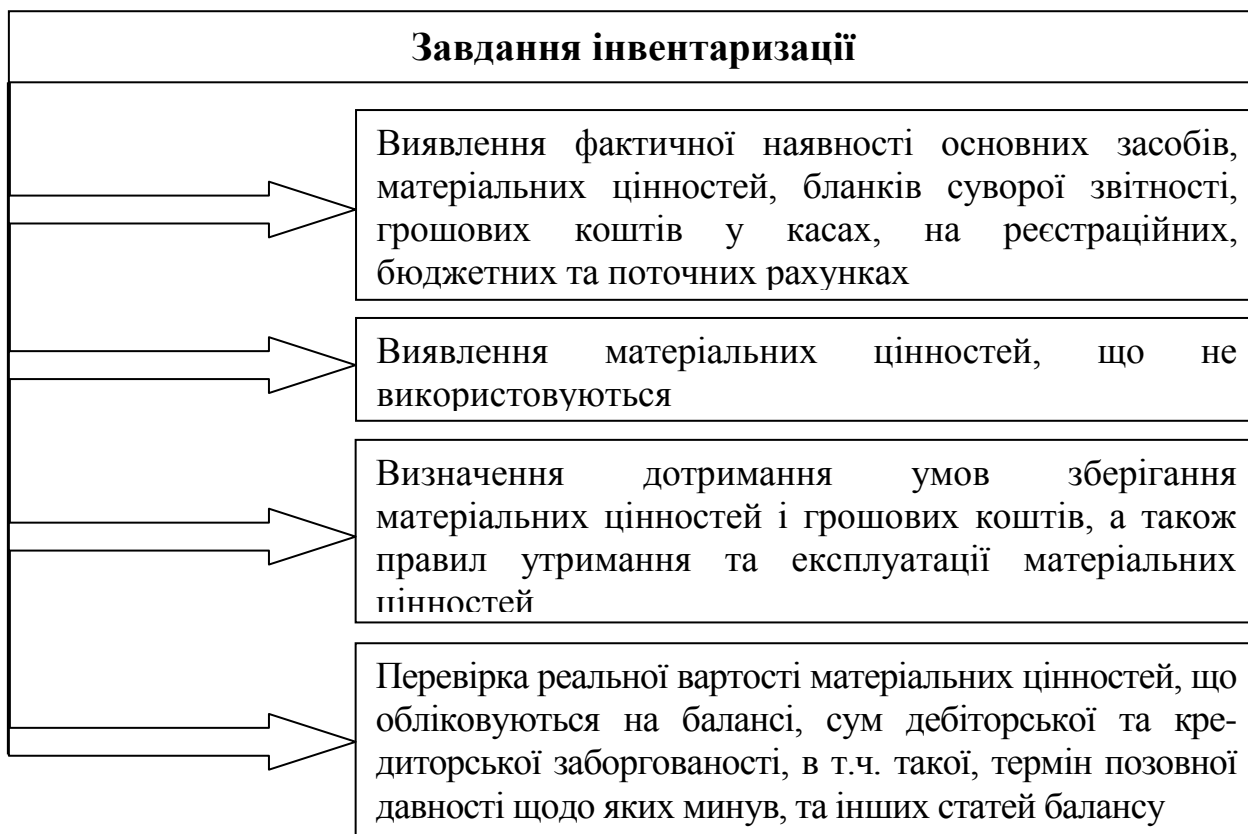 Завдання інвентаризації
Виявлення фактичної наявності основних засобів,
матеріальних цінностей, бланків суворої звітності,
грошових коштів у касах, на реєстраційних,
бюджетних та поточних рахунках
Виявлення матеріальних цінностей, що не
використовуються
Визначення дотримання умов зберігання
матеріальних цінностей і грошових коштів, а також
правил утримання та експлуатації матеріальних
цінностей
Перевірка реальної вартості матеріальних цінностей, що
обліковуються на балансі, сум дебіторської та кре-
диторської заборгованості, в т.ч. такої, термін позовної
давності щодо яких минув, та інших статей балансу